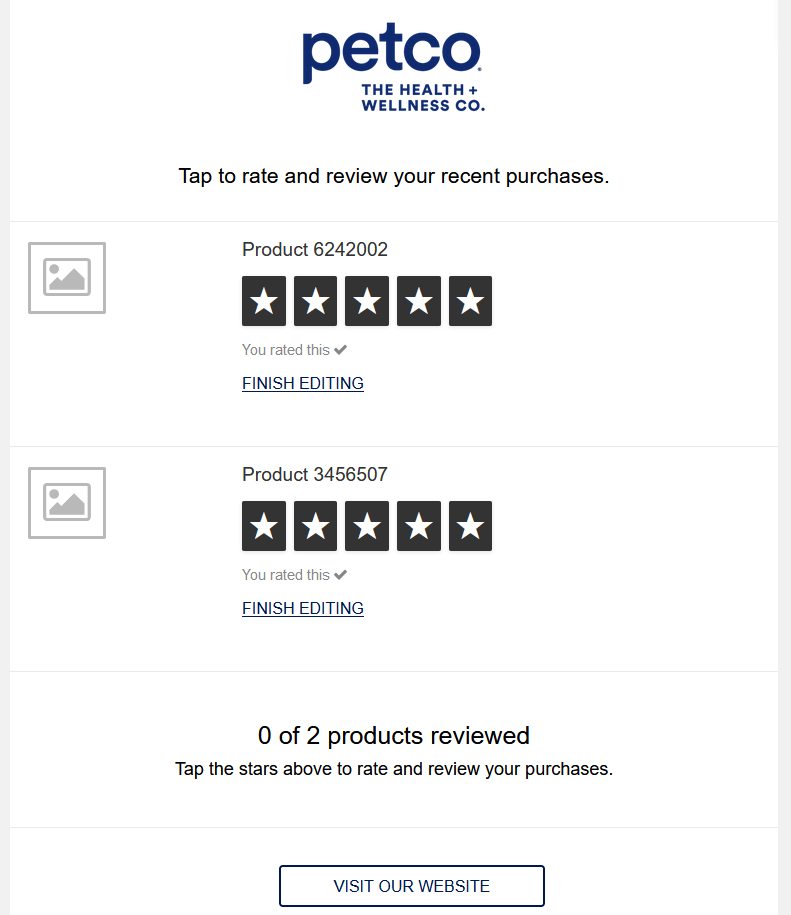 petco
THE HEALTH +
WELLNESS CO.
Tap to rate and review your recent purchases.
Product 6242002
You rated this
FINISH EDITING
Product 3456507
You rated this
FINISH EDITING
0 of 2 products reviewed
Tap the stars above to rate and review your purchases.
VISIT OUR WEBSITE